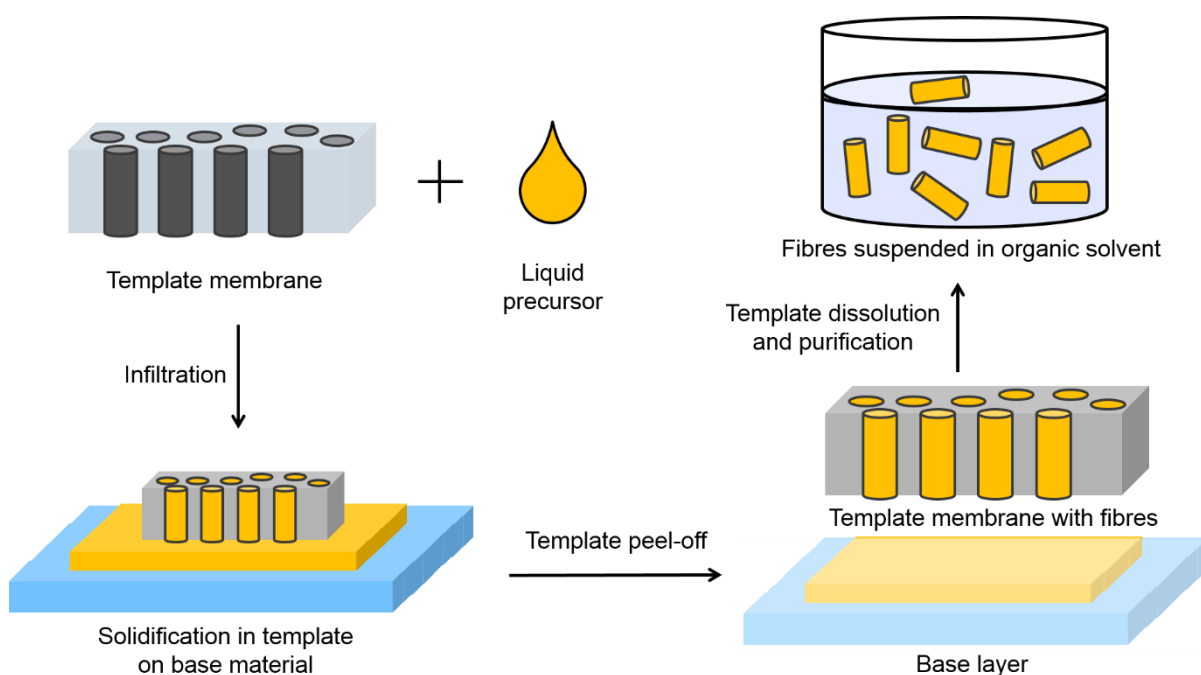 Template membrane
+
Liquid
precursor
Infiltration
Solidification in template
on base material
Template peel-off
Base layer
Template membrane with fibres
Template dissolution
and purification
Fibres suspended in organic solvent